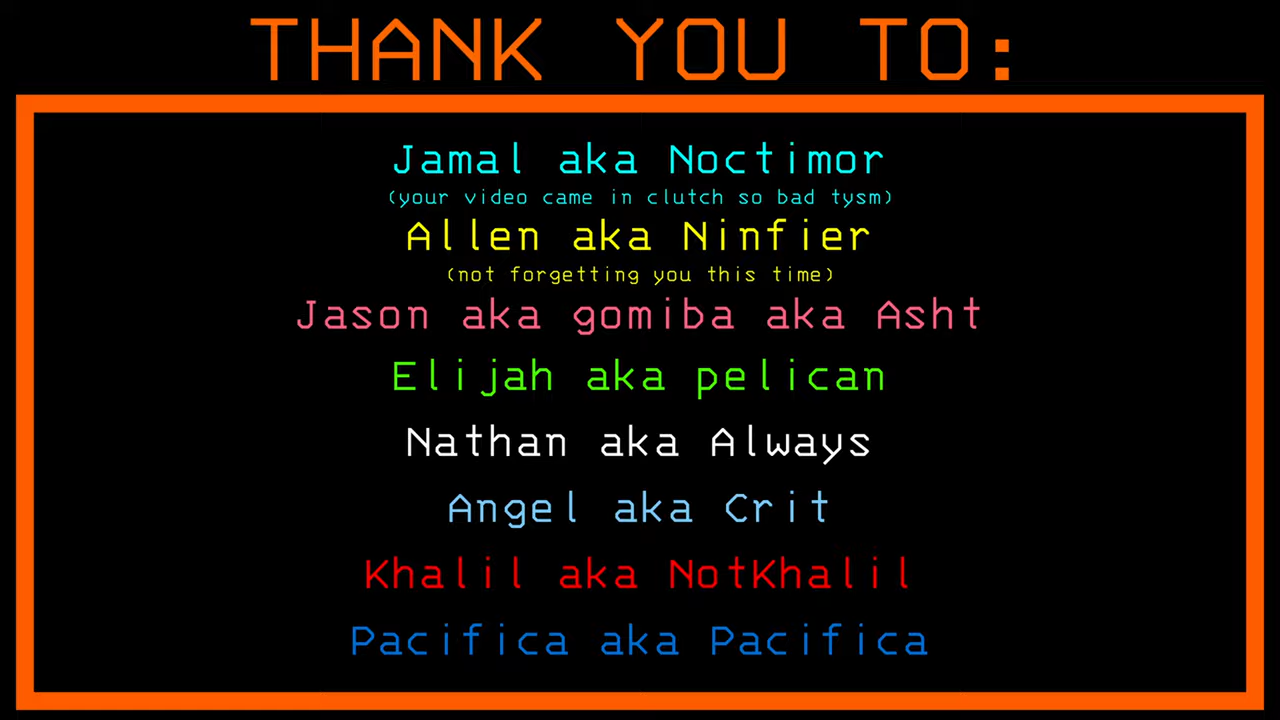 THANK YOU TO:
Jamal aka Noctimor
(your video came in clutch so bad tysm)
Allen aka Ninfier
(not forgetting you this time)
Jason aka gomiba aka Asht
Elijah aka pelican
Nathan aka Always
Angel aka Crit
Khalil aka NotKhalil
Pacifica aka Pacifica